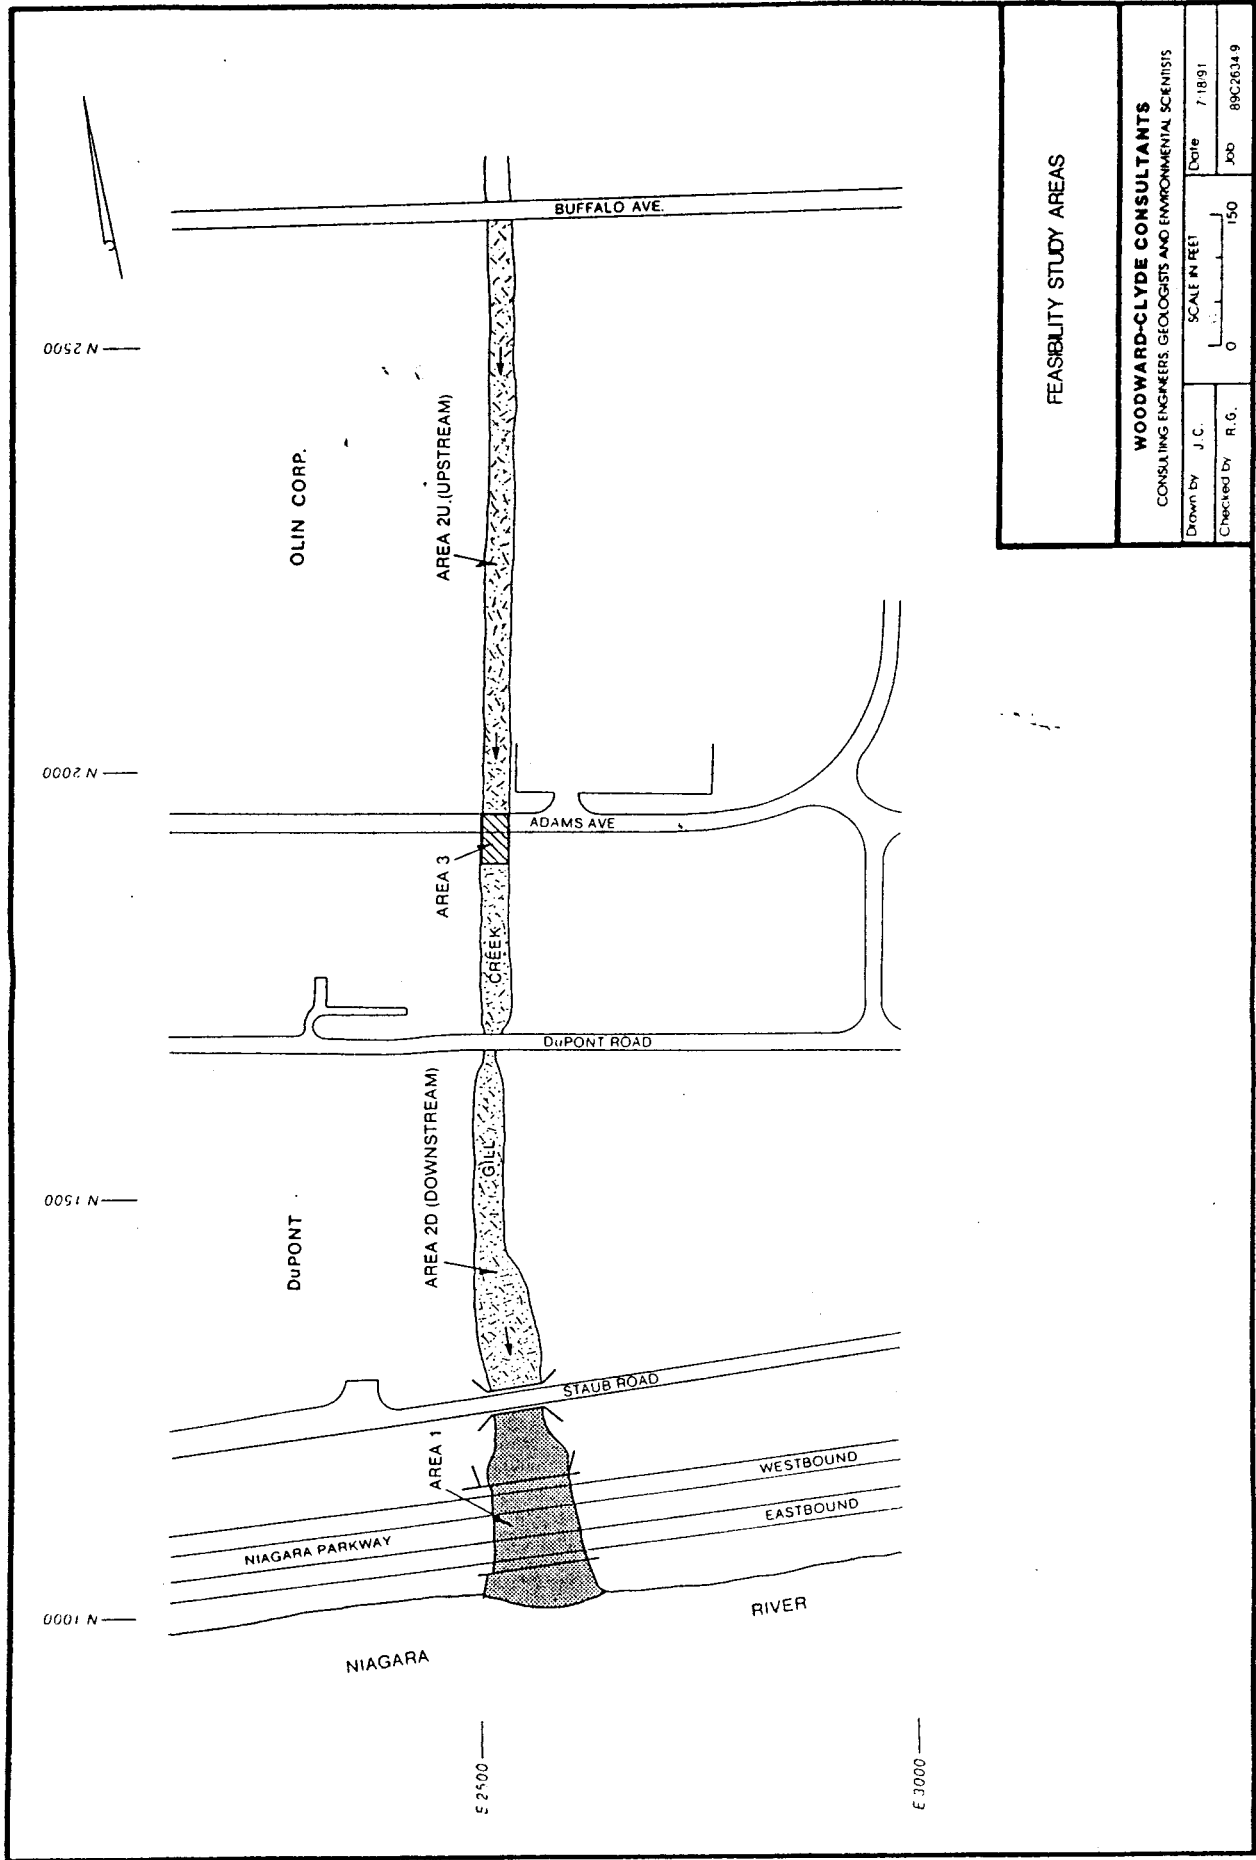 BUFFALO AVE.
N 2500
OLIN CORP.
AREA 2U (UPSTREAM)
N 2000
ADAMS AVE
AREA 3
CREEK
DuPONT ROAD
AREA 2D (DOWNSTREAM)
GILL
N 1500
DuPONT
STAUB ROAD
AREA 1
WESTBOUND
EASTBOUND
NIAGARA PARKWAY
N 1000
RIVER
NIAGARA
E 2500
E 3000
FEASIBILITY STUDY AREAS
WOODWARD-CLYDE CONSULTANTS
CONSULTING ENGINEERS, GEOLOGISTS AND ENVIRONMENTAL SCIENTISTS
Drawn by J.C.
Checked by R.G.
SCALE IN FEET
0 150
Date 7/18/91
Job 89C2634-9